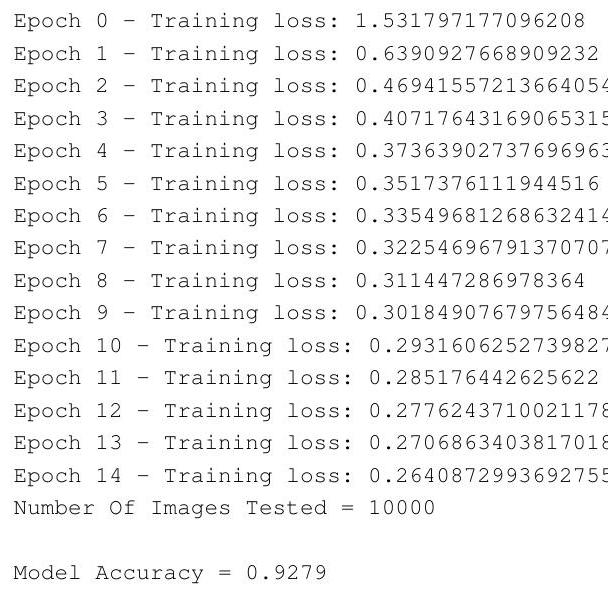 Epoch 0 – Training loss: 1.531797177096208
Epoch 1 – Training loss: 0.6390927668909232
Epoch 2 – Training loss: 0.46941557213664054
Epoch 3 – Training loss: 0.40717643169065315
Epoch 4 – Training loss: 0.37363902737696963
Epoch 5 – Training loss: 0.3517376111944516
Epoch 6 – Training loss: 0.33549681268632414
Epoch 7 – Training loss: 0.32254696791370707
Epoch 8 – Training loss: 0.311447286978364
Epoch 9 – Training loss: 0.30184907679756484
Epoch 10 – Training loss: 0.2931606252739827
Epoch 11 – Training loss: 0.285176442625622
Epoch 12 – Training loss: 0.2776243710021178
Epoch 13 – Training loss: 0.2706863403817018
Epoch 14 – Training loss: 0.2640872993692755
Number Of Images Tested = 10000
Model Accuracy = 0.9279